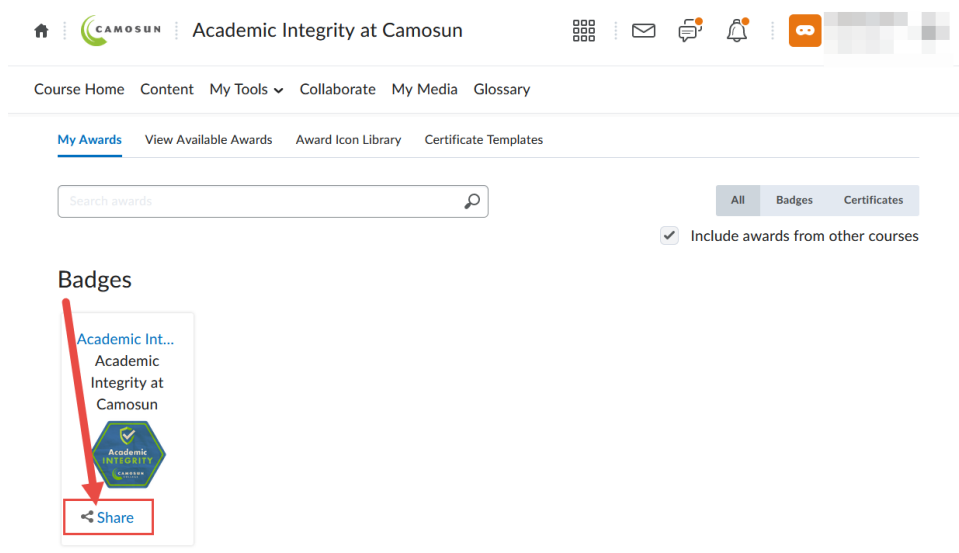 CAMOSUN
Academic Integrity at Camosun
Course Home Content My Tools Collaborate My Media Glossary
My Awards View Available Awards Award Icon Library Certificate Templates
Search awards
All Badges Certificates
Include awards from other courses
Badges
Academic Int...
Academic
Integrity at
Camosun
Academic
INTEGRITY
CAMOSUN
Share